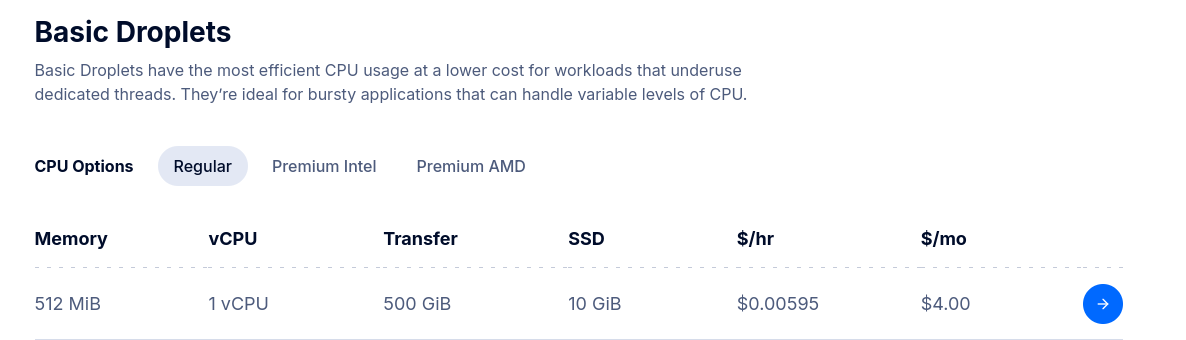 Basic Droplets
Basic Droplets have the most efficient CPU usage at a lower cost for workloads that underuse
dedicated threads. They’re ideal for bursty applications that can handle variable levels of CPU.
CPU Options Regular Premium Intel Premium AMD
Memory vCPU Transfer SSD $/hr $/mo
512 MiB 1 vCPU 500 GiB 10 GiB $0.00595 $4.00